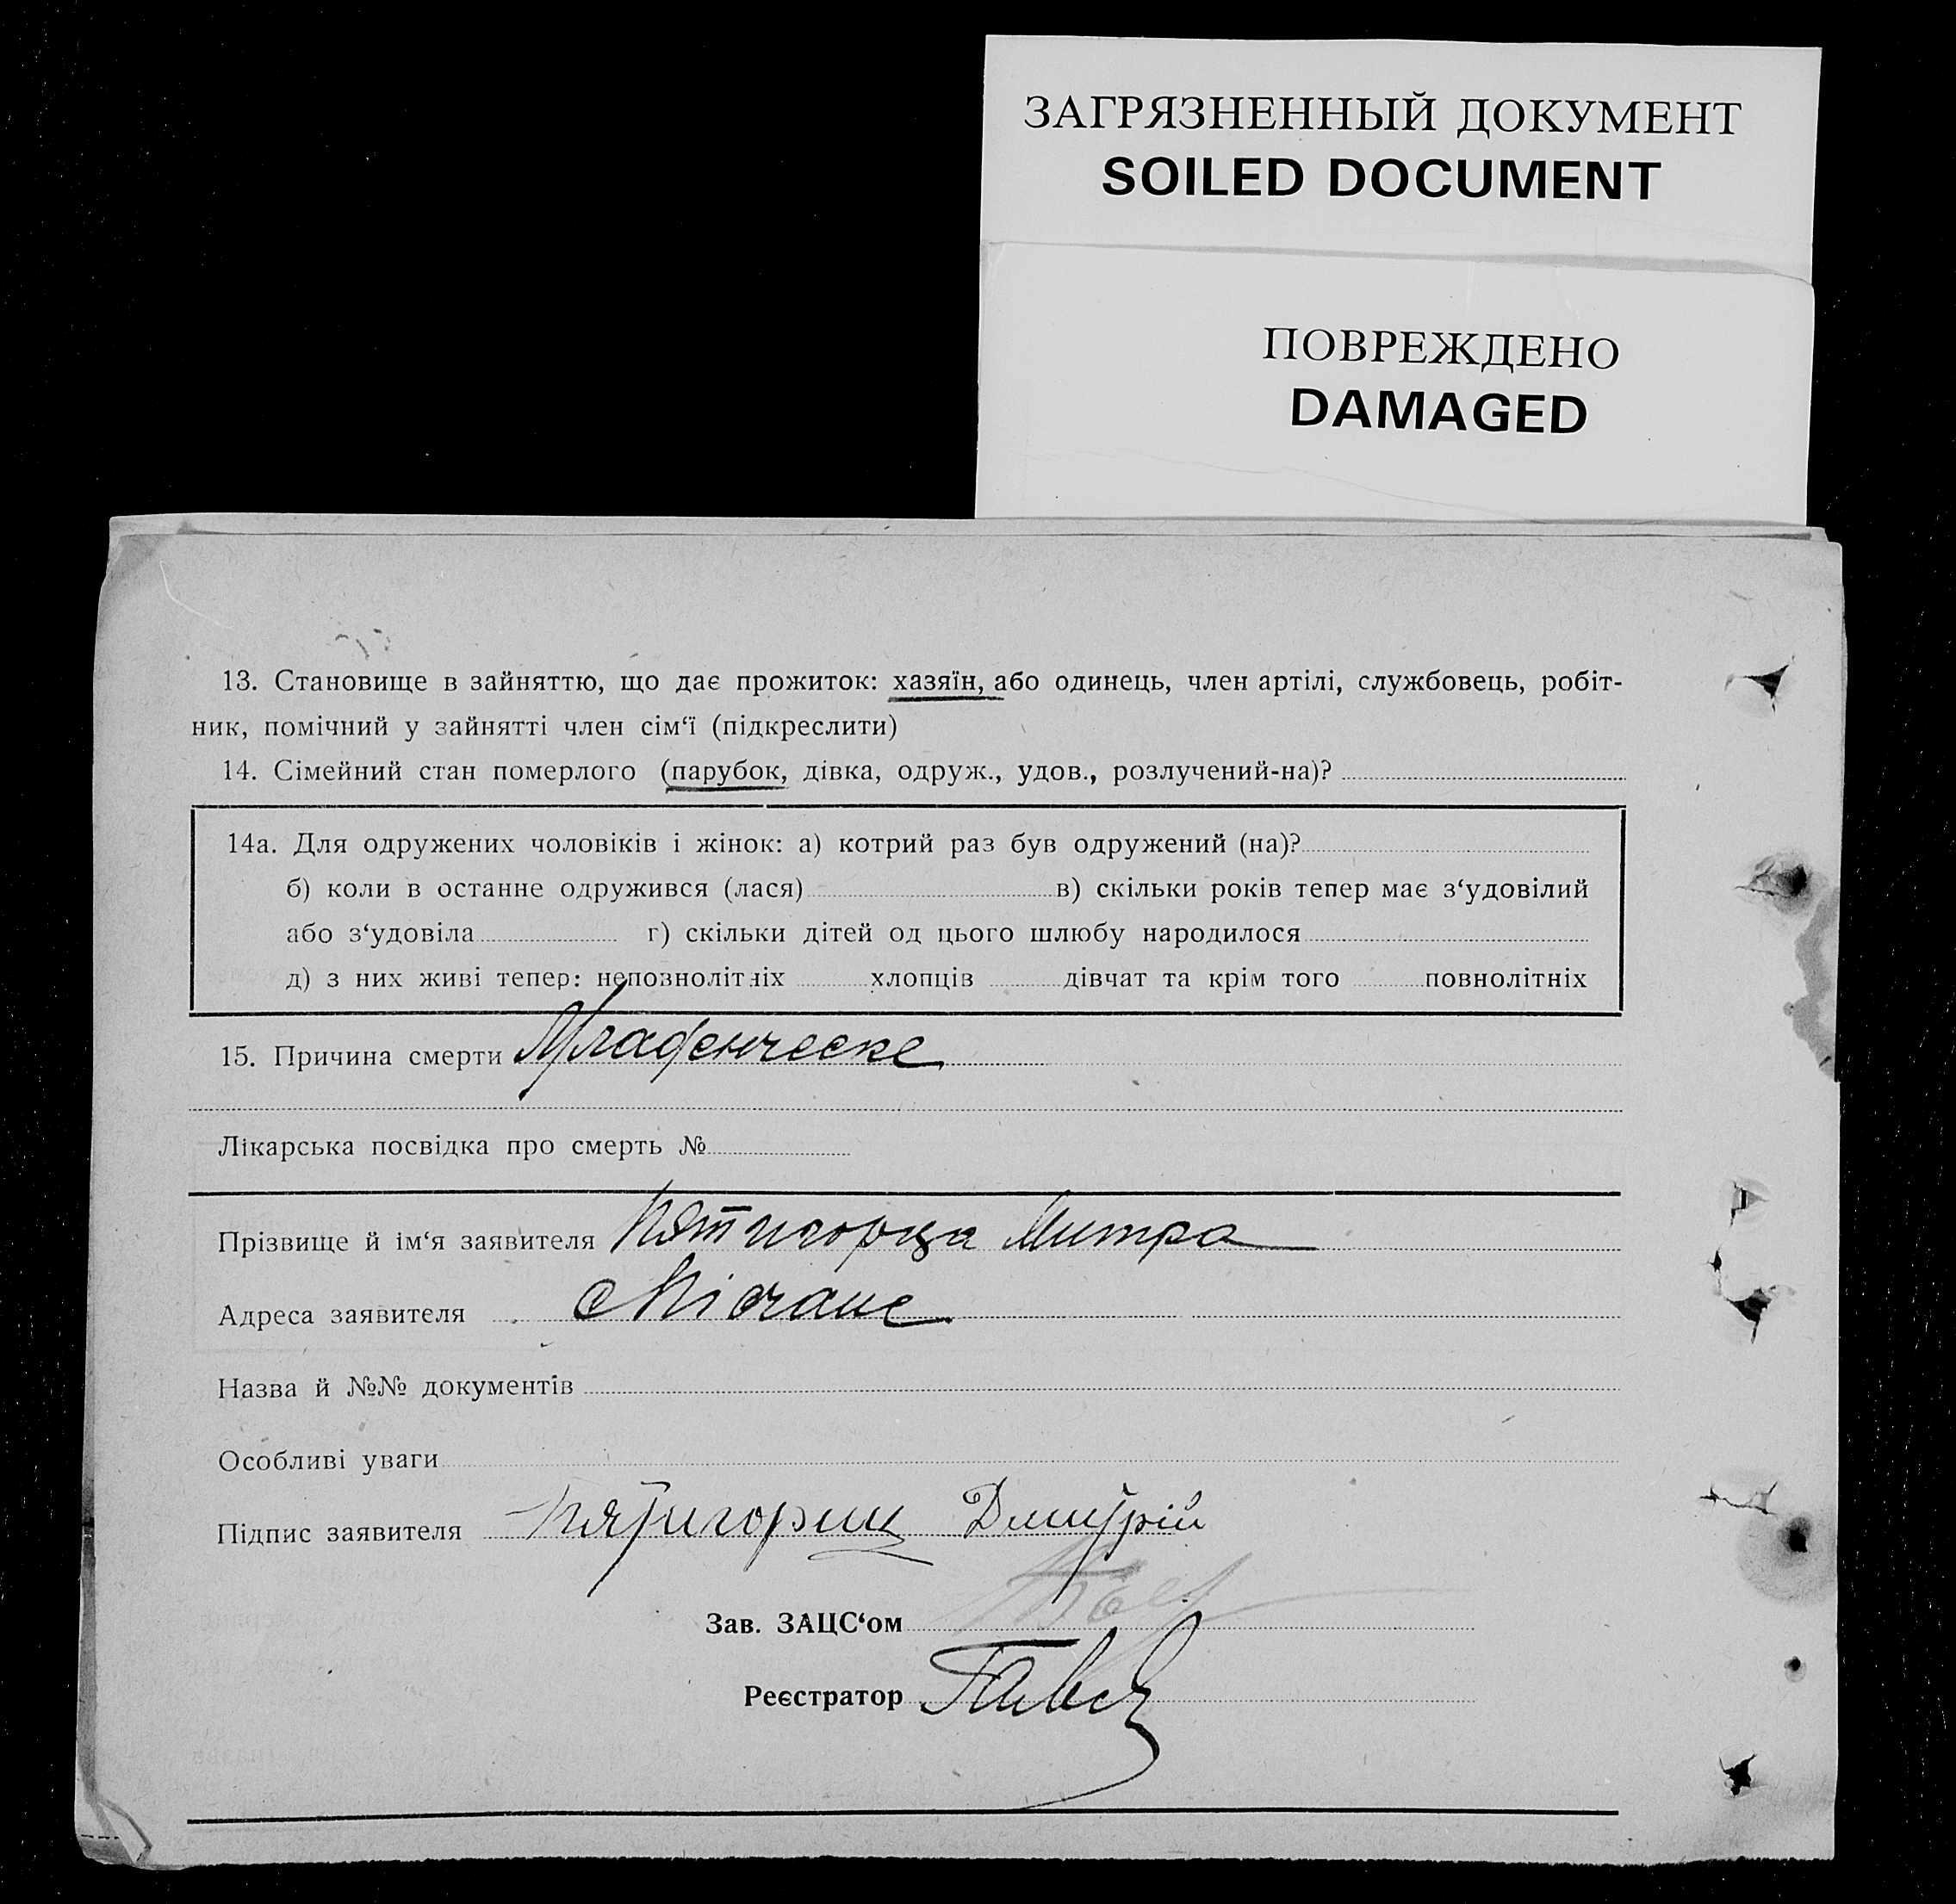 ЗАГРЯЗНЕННЫЙ ДОКУМЕНТ
SOILED DOCUMENT
ПОВРЕЖДЕНО
DAMAGED
13. Становище в зайняттю, що дає прожиток: хазяїн, або одинець, член артілі, службовець, робіт-
ник, помічний у зайнятті член сім‘ї (підкреслити)
14. Сімейний стан померлого (парубок, дівка, одруж., удов., розлучений-на)?
14а. Для одружених чоловіків і жінок: а) котрий раз був одружений (на)?
б) коли в останнє одружився (лася) в) скільки років тепер має з‘удовілий
або з‘удовіла г) скільки дітей од цього шлюбу народилося
д) з них живі тепер: неповнолітніх хлопців дівчат та крім того повнолітніх
15. Причина смерти Младенческе
Лікарська посвідка про смерть №
Прізвище й ім‘я заявителя Пятигорца Митра
Адреса заявителя
Назва й №№ документів
Особливі уваги
Підпис заявителя Пятигорик Дмитрій
Зав. ЗАЦС‘ом
Реєстратор